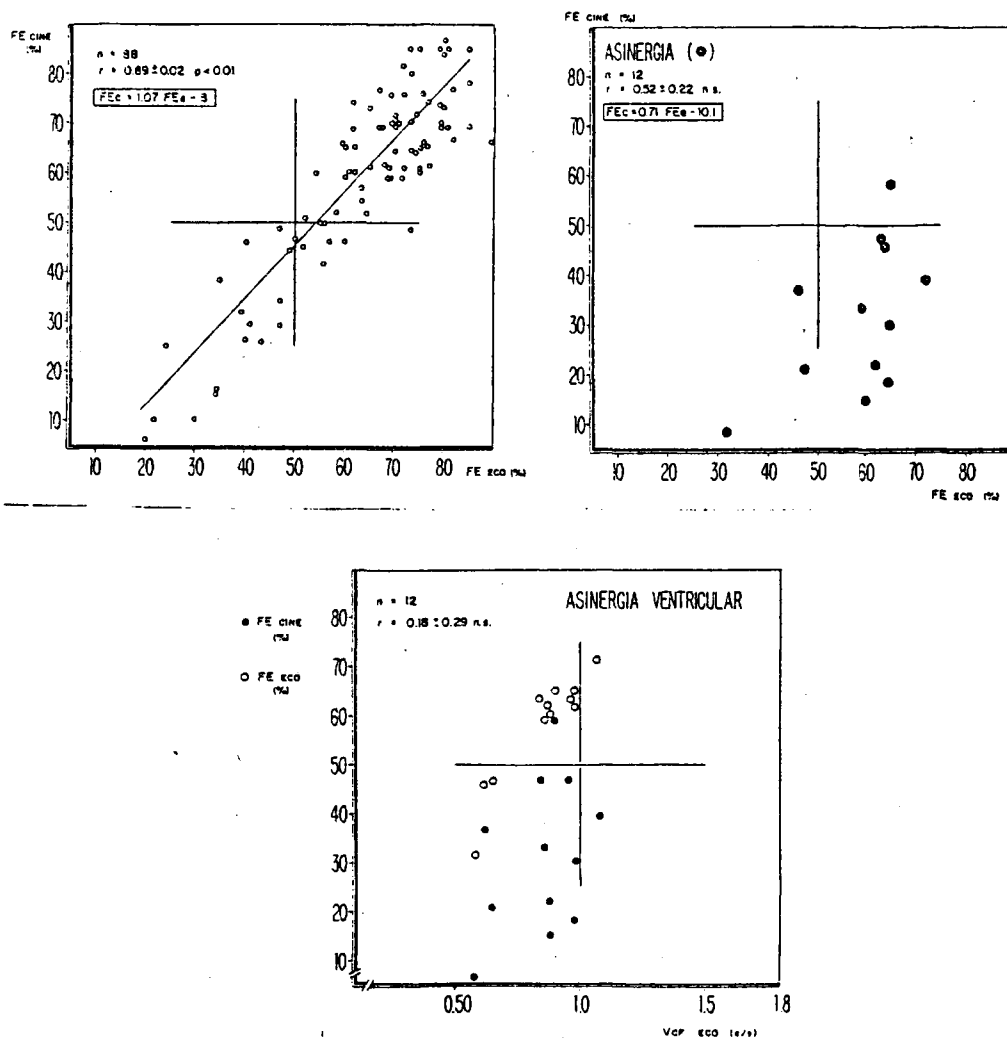 FE CINE
(%)
n = 98
r = 0.89 ± 0.02 p < 0.01
FEc = 1.07 FEe - 8
80
70
60
50
40
30
20
10
10 20 30 40 50 60 70 80
FE ECO (%)
FE CINE (%)
ASINERGIA (●)
n = 12
r = 0.52 ± 0.22 n.s.
FEc = 0.71 FEe - 10.1
90
80
70
60
50
40
30
20
10
10 30 40 50 60 70 80
FE ECO (%)
● FE CINE
(%)
○ FE ECO
(%)
n = 12
r = 0.18 ± 0.29 n.s.
ASINERGIA VENTRICULAR
80
70
60
50
40
30
20
10
0.50 1.0 1.5 1.8
VCF ECO (c/s)